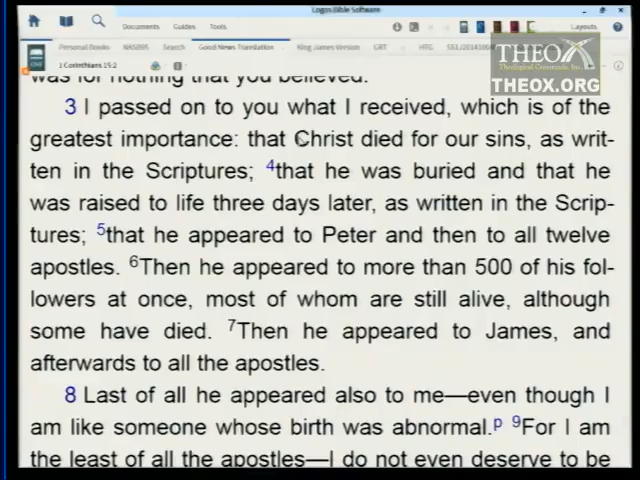 Logos Bible Software
Documents Guides Tools Layouts
Personal Books NASB95 Search Good News Translation King James Version GRT HTG
1 Corinthians 15:2
THEOX
THEOX.ORG
was for nothing that you believed.
3 I passed on to you what I received, which is of the
greatest importance: that Christ died for our sins, as writ-
ten in the Scriptures; 4that he was buried and that he
was raised to life three days later, as written in the Scrip-
tures; 5that he appeared to Peter and then to all twelve
apostles. 6Then he appeared to more than 500 of his fol-
lowers at once, most of whom are still alive, although
some have died. 7Then he appeared to James, and
afterwards to all the apostles.
8 Last of all he appeared also to me—even though I
am like someone whose birth was abnormal.p 9For I am
the least of all the apostles—I do not even deserve to be